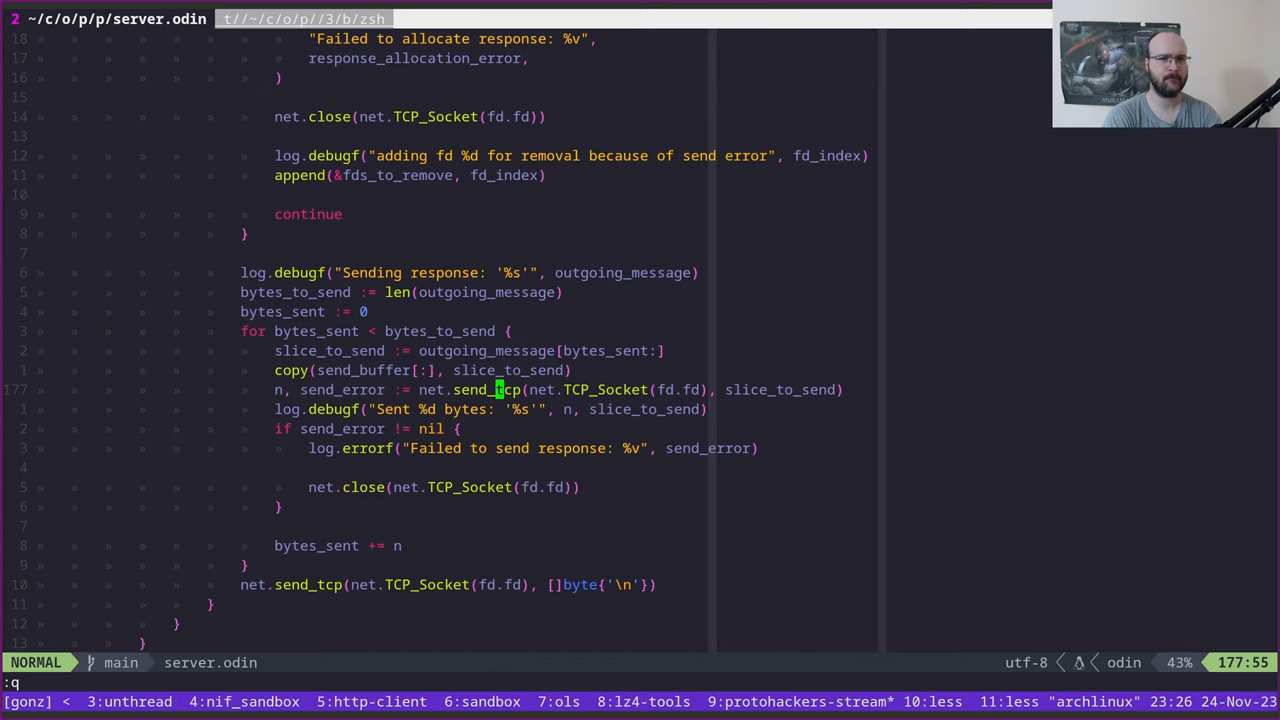 2 ~/c/o/p/p/server.odin  t//~/c/o/p//3/b/zsh
18 "Failed to allocate response: %v",
17 response_allocation_error,
16 )
15
14 net.close(net.TCP_Socket(fd.fd))
13
12 log.debugf("adding fd %d for removal because of send error", fd_index)
11 append(&fds_to_remove, fd_index)
10
9 continue
8 }
7
6 log.debugf("Sending response: '%s'", outgoing_message)
5 bytes_to_send := len(outgoing_message)
4 bytes_sent := 0
3 for bytes_sent < bytes_to_send {
2 slice_to_send := outgoing_message[bytes_sent:]
1 copy(send_buffer[:], slice_to_send)
177 n, send_error := net.send_tcp(net.TCP_Socket(fd.fd), slice_to_send)
1 log.debugf("Sent %d bytes: '%s'", n, slice_to_send)
2 if send_error != nil {
3 log.errorf("Failed to send response: %v", send_error)
4
5 net.close(net.TCP_Socket(fd.fd))
6 }
7
8 bytes_sent += n
9 }
10 net.send_tcp(net.TCP_Socket(fd.fd), []byte{'\n'})
11 }
12 }
13 }
NORMAL main server.odin utf-8 odin 43% 177:55
:q
[gonz] < 3:unthread 4:nif_sandbox 5:http-client 6:sandbox 7:ols 8:lz4-tools 9:protohackers-stream* 10:less 11:less "archlinux" 23:26 24-Nov-23